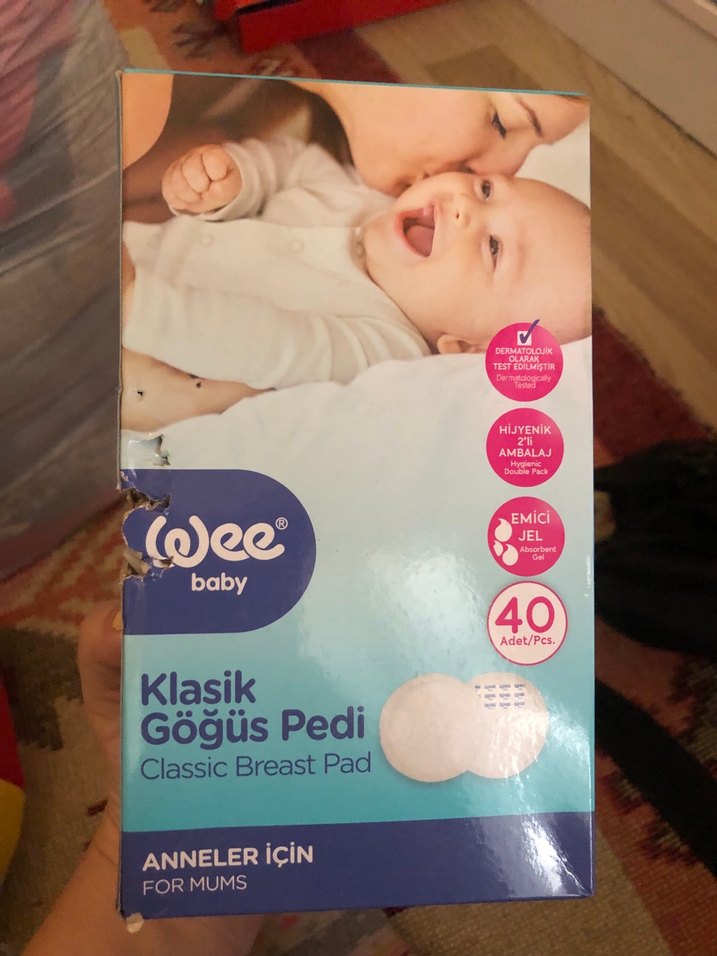 DERMATOLOJİK
OLARAK
TEST EDİLMİŞTİR
Dermatologically
Tested
HİJYENİK
2'li
AMBALAJ
Hygienic
Double Pack
EMİCİ
JEL
Absorbent
Gel
40
Adet/Pcs.
wee®
baby
Klasik
Göğüs Pedi
Classic Breast Pad
ANNELER İÇİN
FOR MUMS